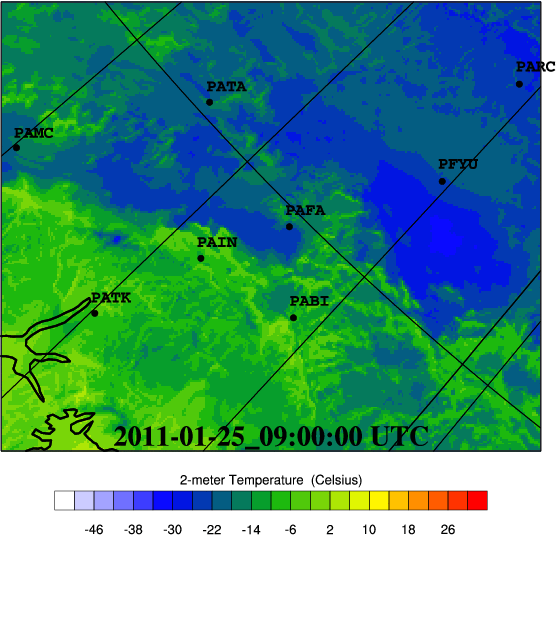 PARC
PATA
PAMC
PFYU
PAFA
PAIN
PATK
PABI
2011-01-25_09:00:00 UTC
2-meter Temperature (Celsius)
-46 -38 -30 -22 -14 -6 2 10 18 26